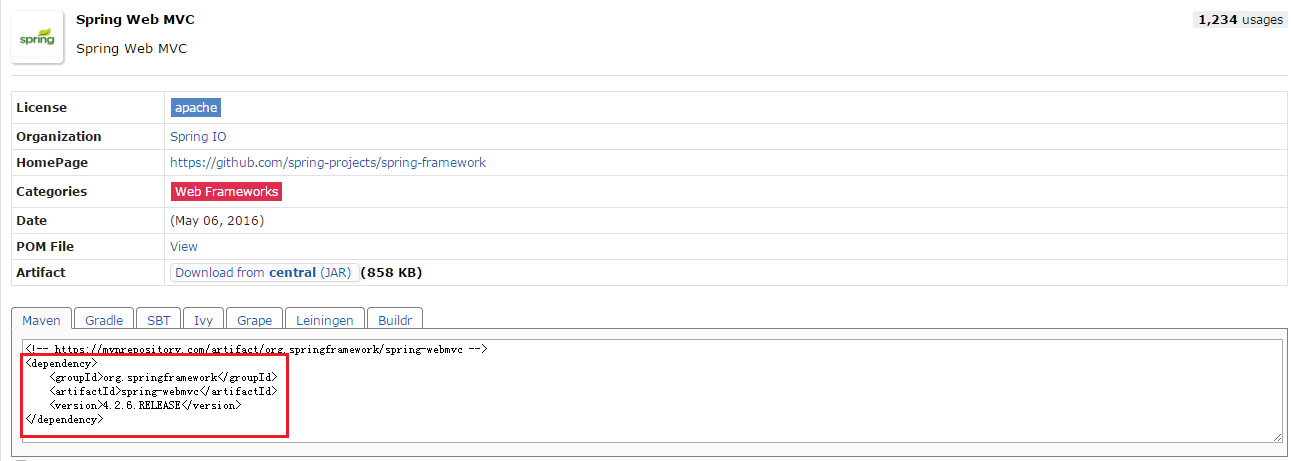 spring
Spring Web MVC
1,234 usages
Spring Web MVC
License apache
Organization Spring IO
HomePage https://github.com/spring-projects/spring-framework
Categories Web Frameworks
Date (May 06, 2016)
POM File View
Artifact Download from central (JAR) (858 KB)
Maven Gradle SBT Ivy Grape Leiningen Buildr
<!-- https://mvnrepository.com/artifact/org.springframework/spring-webmvc -->
<dependency>
    <groupId>org.springframework</groupId>
    <artifactId>spring-webmvc</artifactId>
    <version>4.2.6.RELEASE</version>
</dependency>